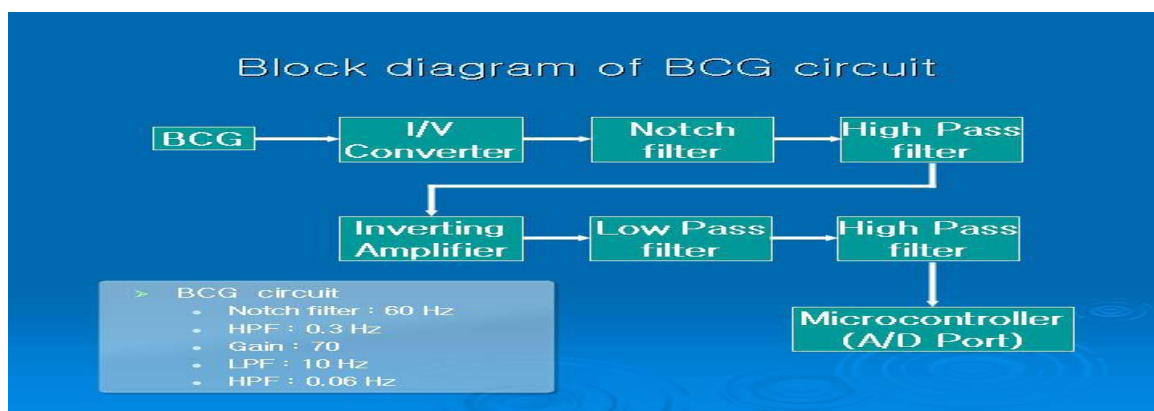 Block diagram of BCG circuit
BCG
I/V
Converter
Notch
filter
High Pass
filter
Inverting
Amplifier
Low Pass
filter
High Pass
filter
Microcontroller
(A/D Port)
BCG circuit
Notch filter : 60 Hz
HPF : 0.3 Hz
Gain : 70
LPF : 10 Hz
HPF : 0.06 Hz